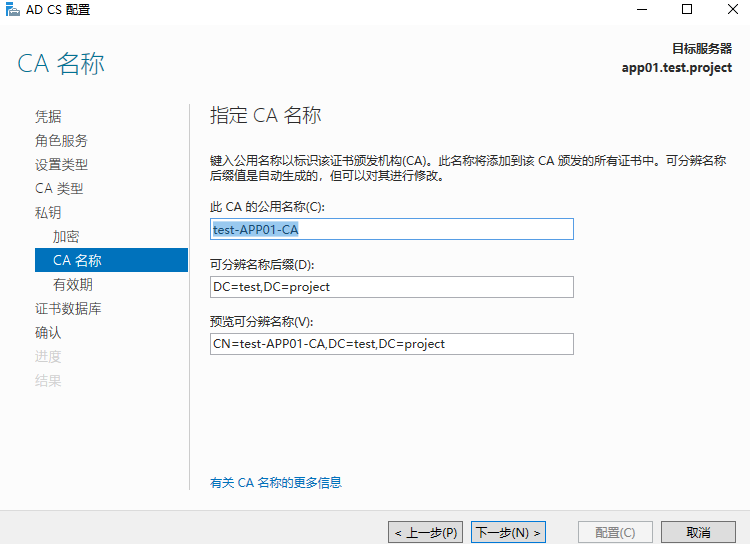 AD CS 配置
CA 名称
目标服务器
app01.test.project
凭据
角色服务
设置类型
CA 类型
私钥
加密
CA 名称
有效期
证书数据库
确认
进度
结果
指定 CA 名称
键入公用名称以标识该证书颁发机构(CA)。此名称将添加到该 CA 颁发的所有证书中。可分辨名称
后缀值是自动生成的，但可以对其进行修改。
此 CA 的公用名称(C):
test-APP01-CA
可分辨名称后缀(D):
DC=test,DC=project
预览可分辨名称(V):
CN=test-APP01-CA,DC=test,DC=project
有关 CA 名称的更多信息
< 上一步(P) 下一步(N) > 配置(C) 取消